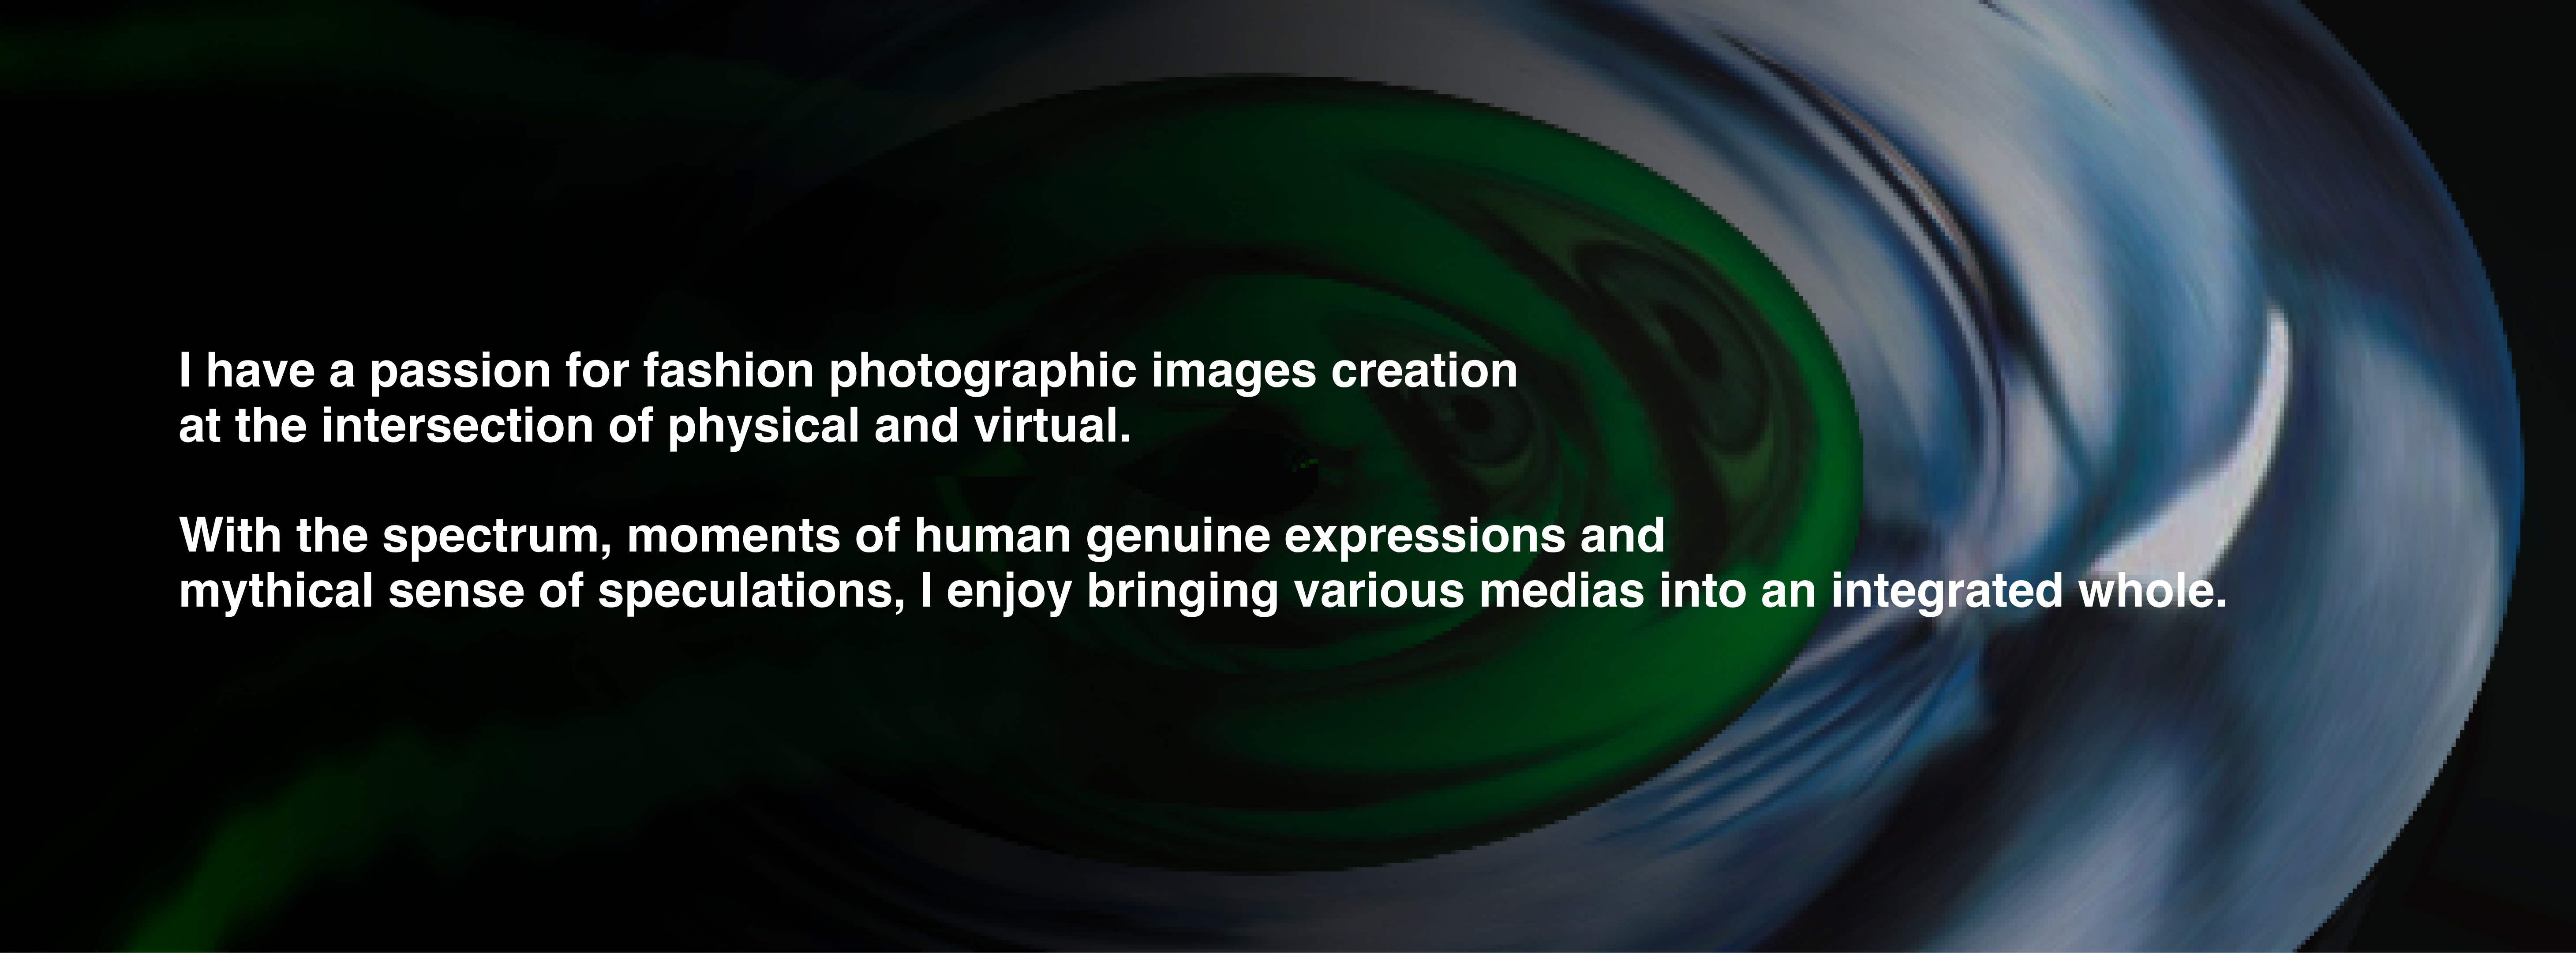 I have a passion for fashion photographic images creation
at the intersection of physical and virtual.
With the spectrum, moments of human genuine expressions and
mythical sense of speculations, I enjoy bringing various medias into an integrated whole.